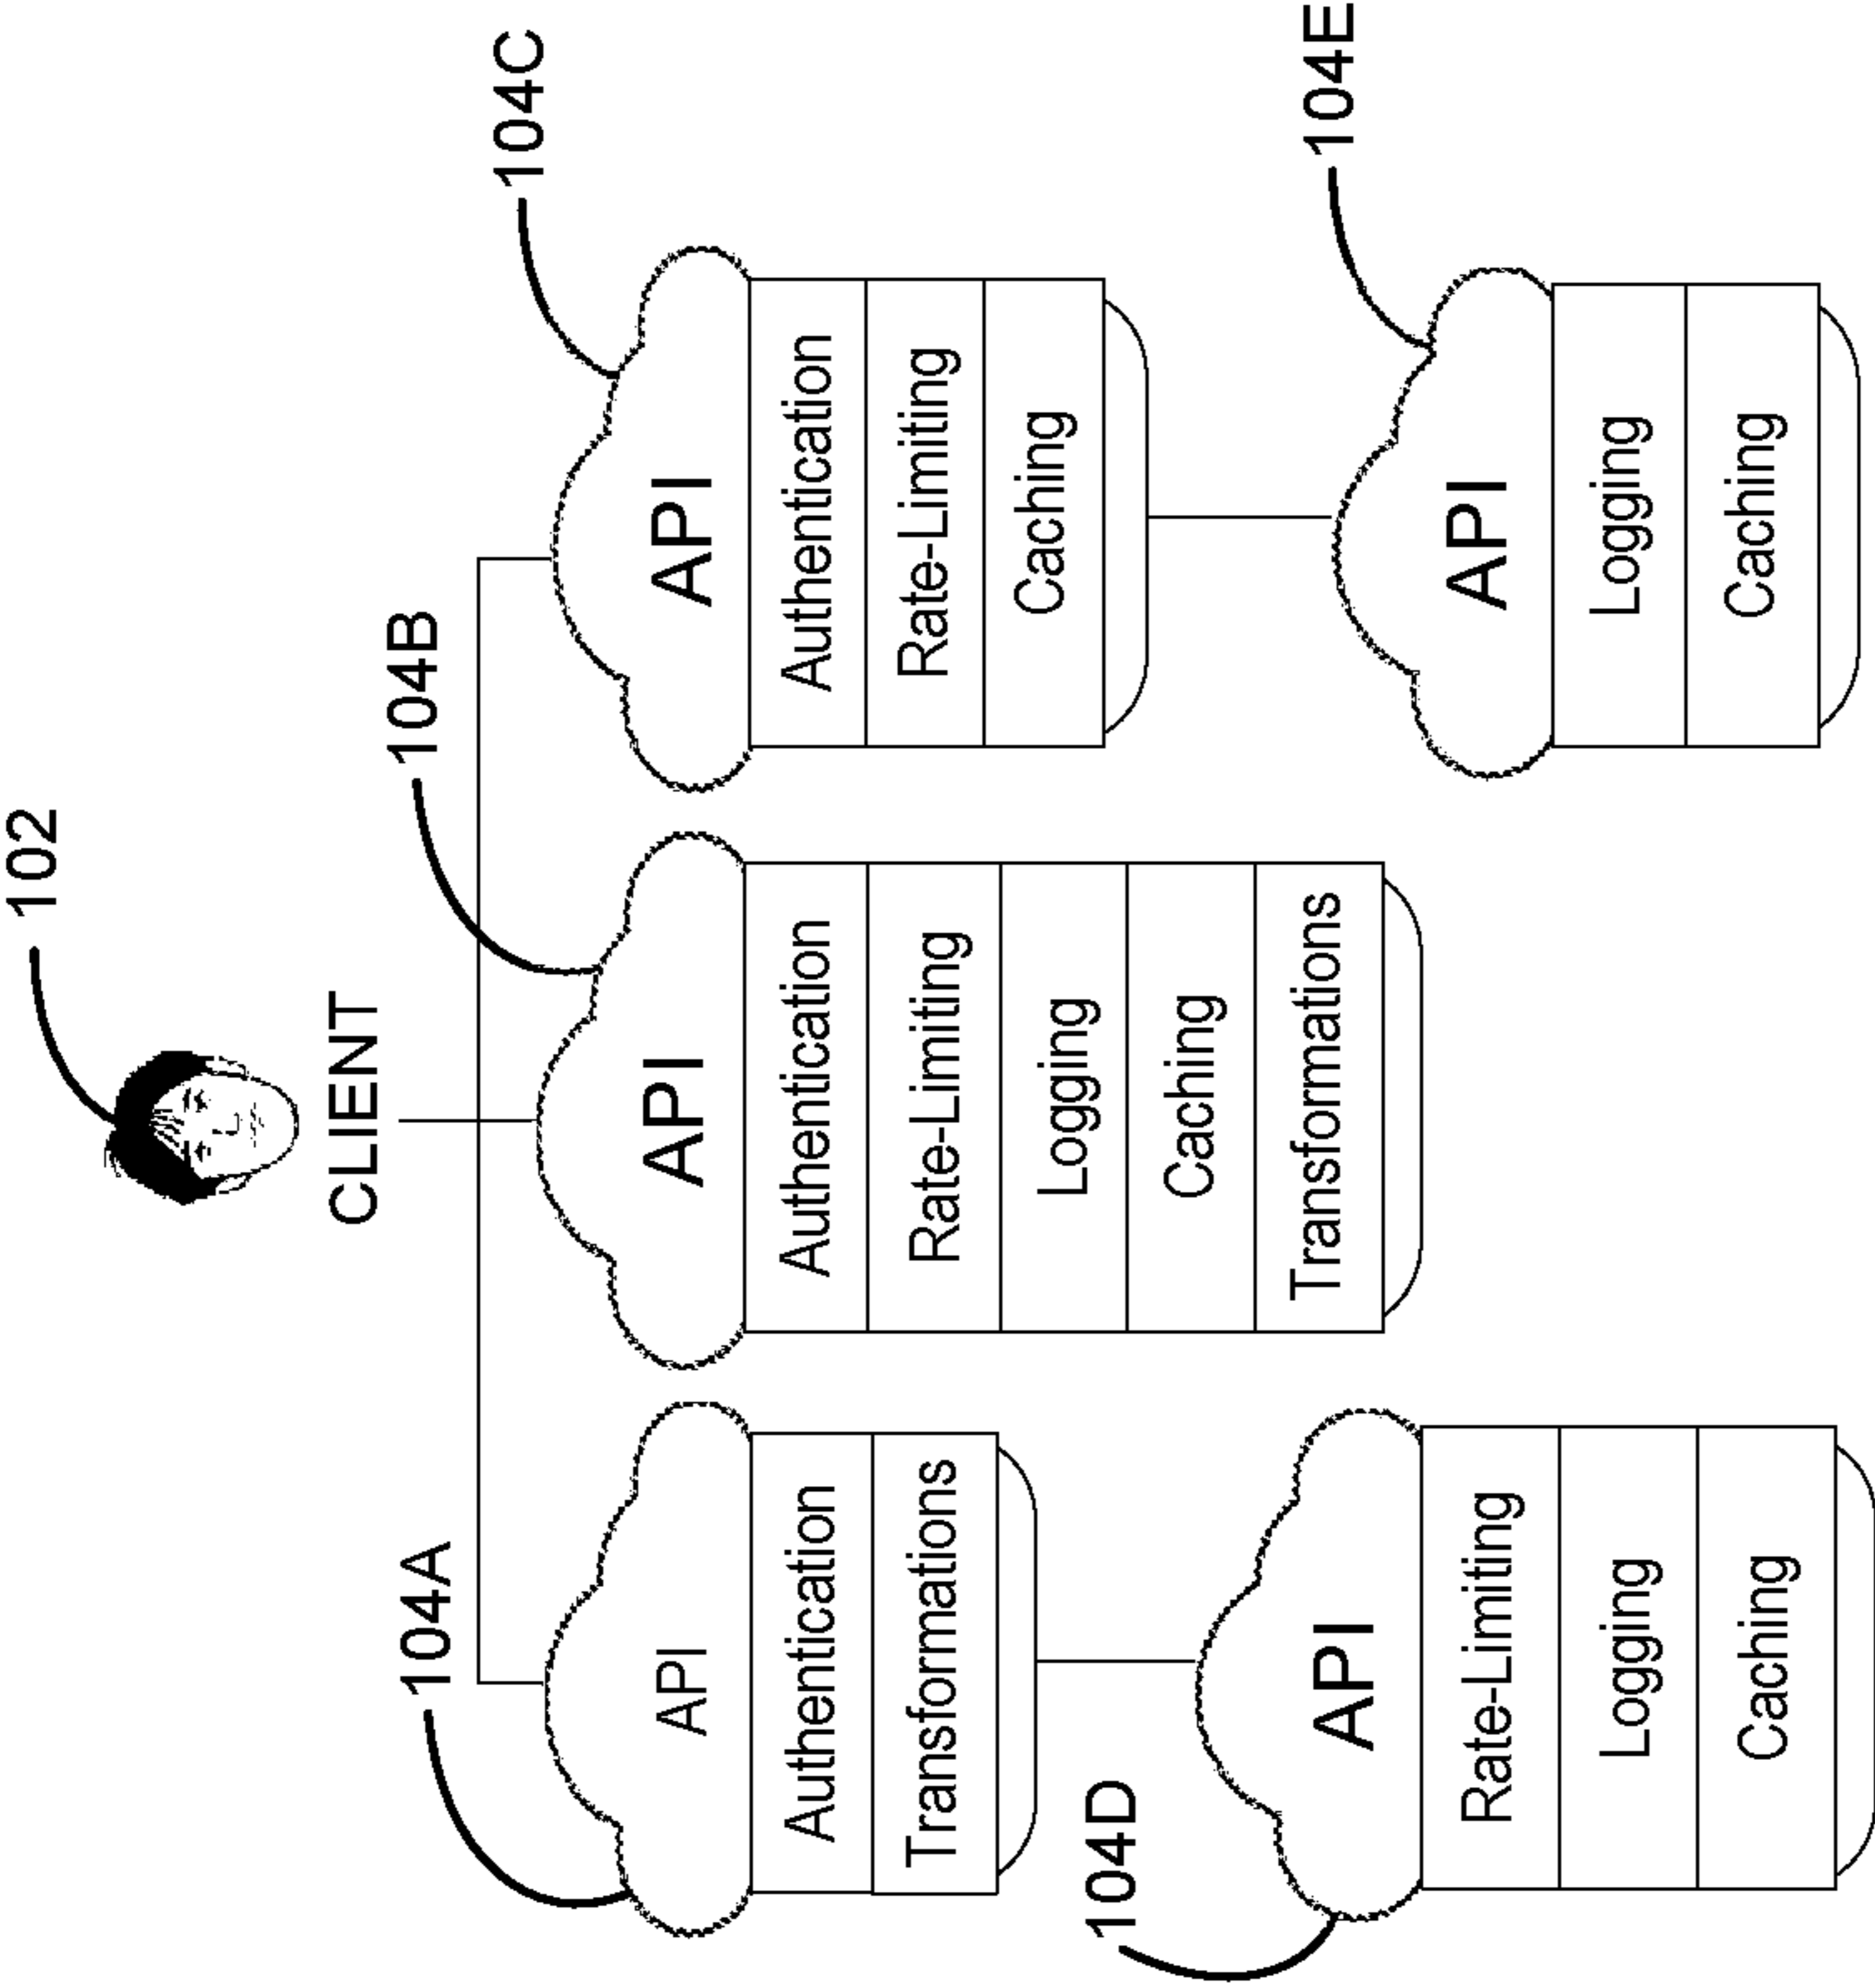 102
CLIENT
104A
104B
104C
API
Authentication
Transformations
API
Authentication
Rate-Limiting
Logging
Caching
Transformations
API
Authentication
Rate-Limiting
Caching
104D
API
Rate-Limiting
Logging
Caching
104E
API
Logging
Caching